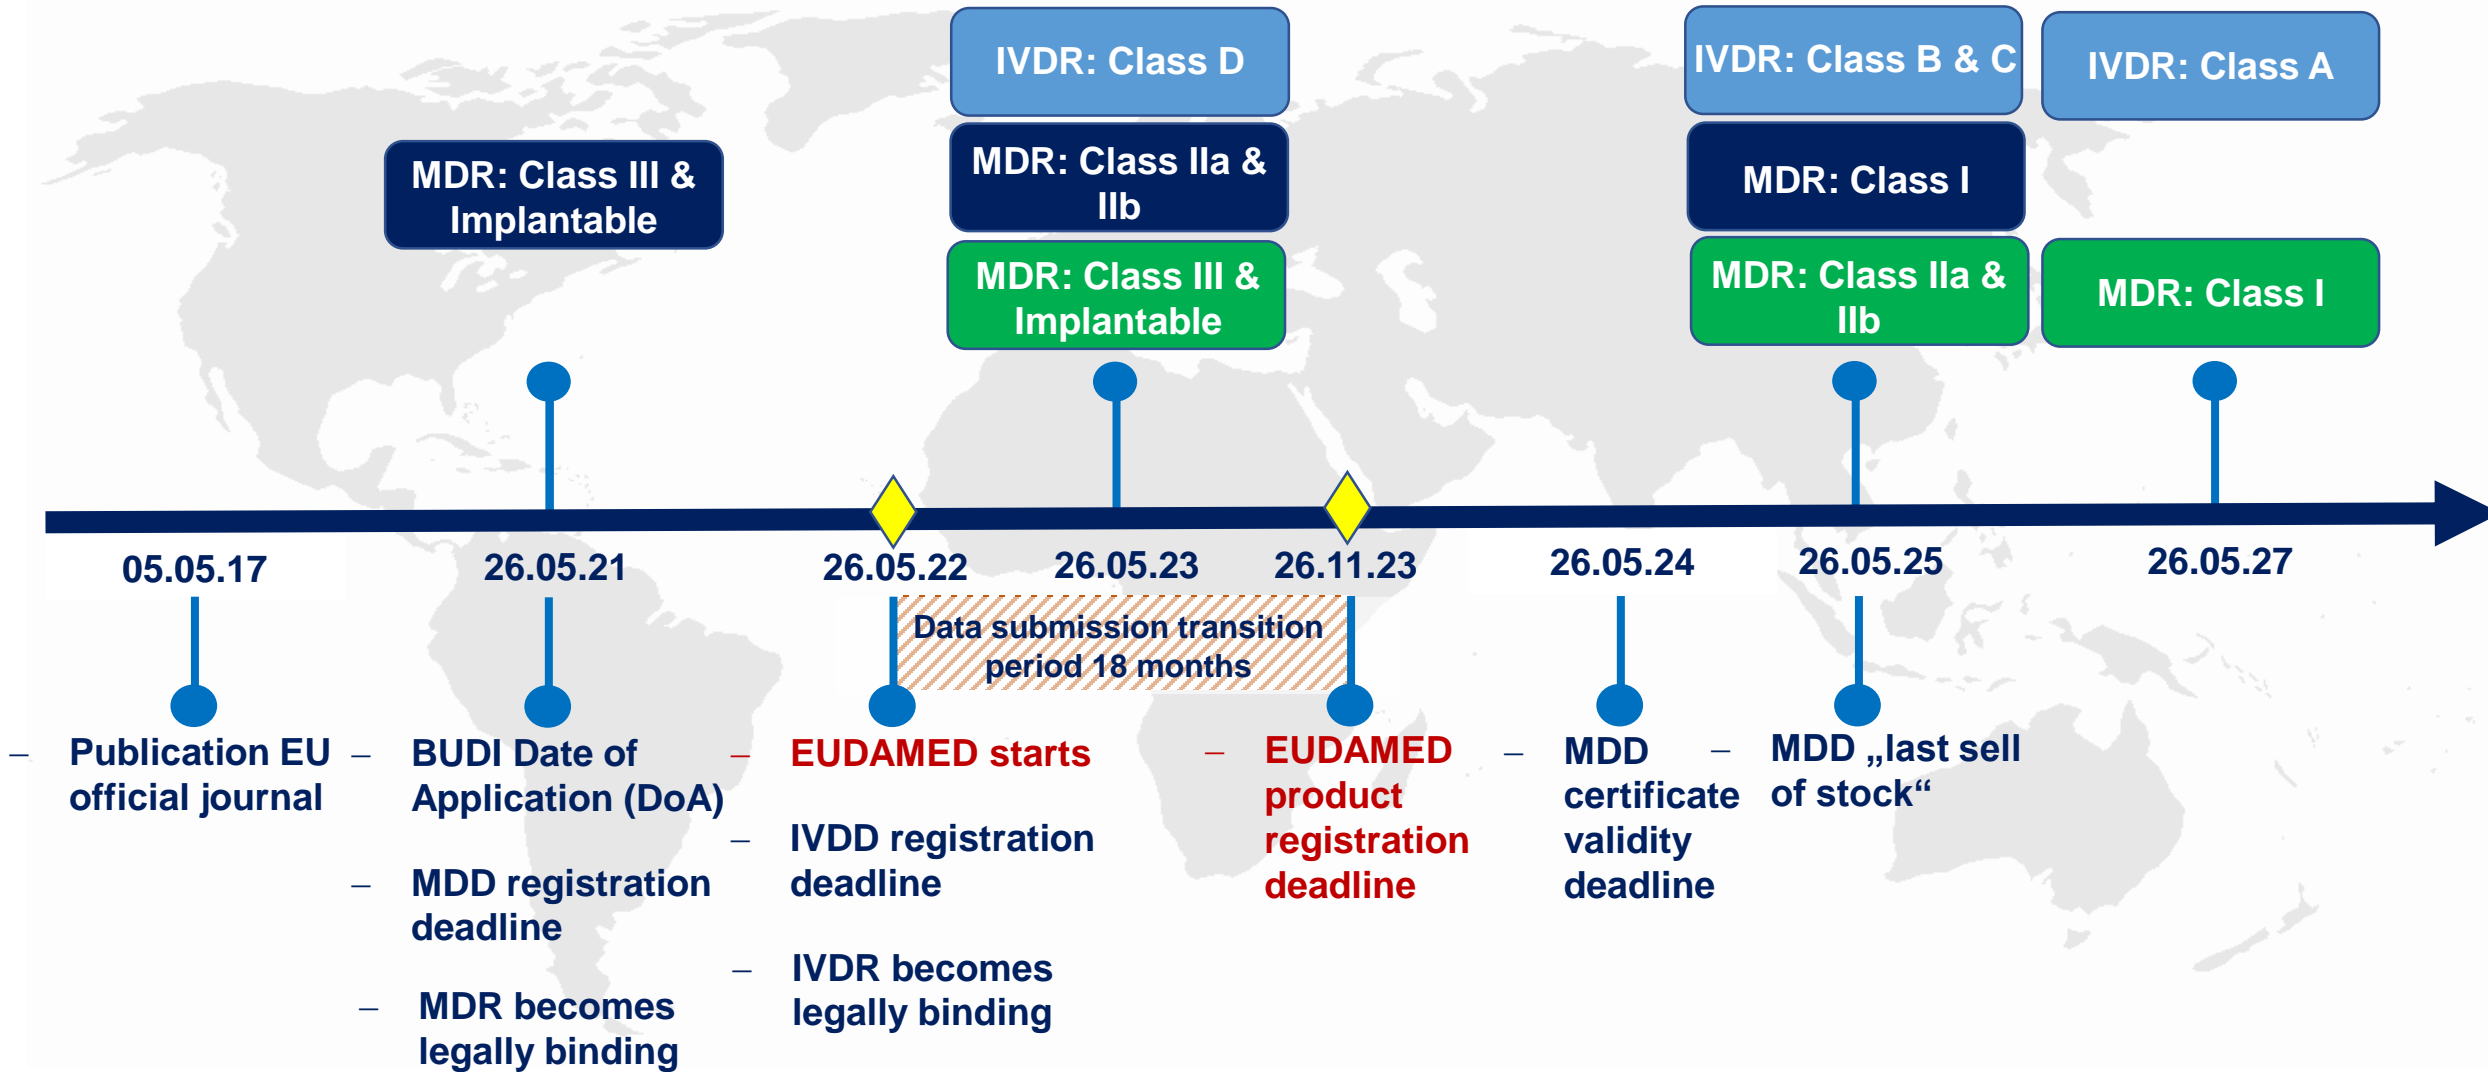 IVDR: Class D
IVDR: Class B & C
IVDR: Class A
MDR: Class III &
Implantable
MDR: Class IIa &
IIb
MDR: Class I
MDR: Class III &
Implantable
MDR: Class IIa &
IIb
MDR: Class I
05.05.17
26.05.21
26.05.22
26.05.23
26.11.23
26.05.24
26.05.25
26.05.27
Data submission transition
period 18 months
– Publication EU
official journal
– BUDI Date of
Application (DoA)
– MDD registration
deadline
– MDR becomes
legally binding
– EUDAMED starts
– IVDD registration
deadline
– IVDR becomes
legally binding
– EUDAMED
product
registration
deadline
– MDD
certificate
validity
deadline
– MDD „last sell
of stock“